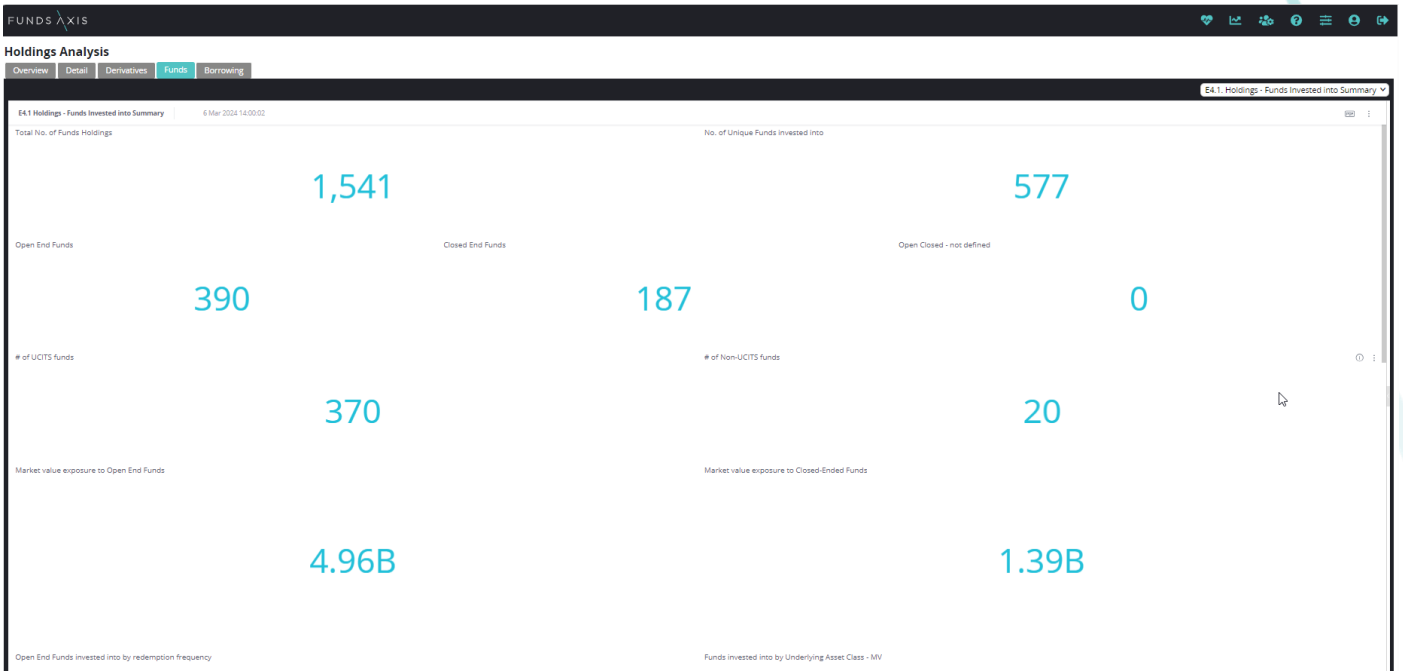 FUNDS AXIS
Holdings Analysis
Overview Detail Derivatives Funds Borrowing
E4.1. Holdings - Funds Invested into Summary
E4.1 Holdings - Funds Invested into Summary 6 Mar 2024 14:00:02
Total No. of Funds Holdings No. of Unique Funds invested into
1,541 577
Open End Funds Closed End Funds Open Closed - not defined
390 187 0
# of UCITS funds # of Non-UCITS funds
370 20
Market value exposure to Open End Funds Market value exposure to Closed-Ended Funds
4.96B 1.39B
Open End Funds invested into by redemption frequency Funds invested into by Underlying Asset Class - MV